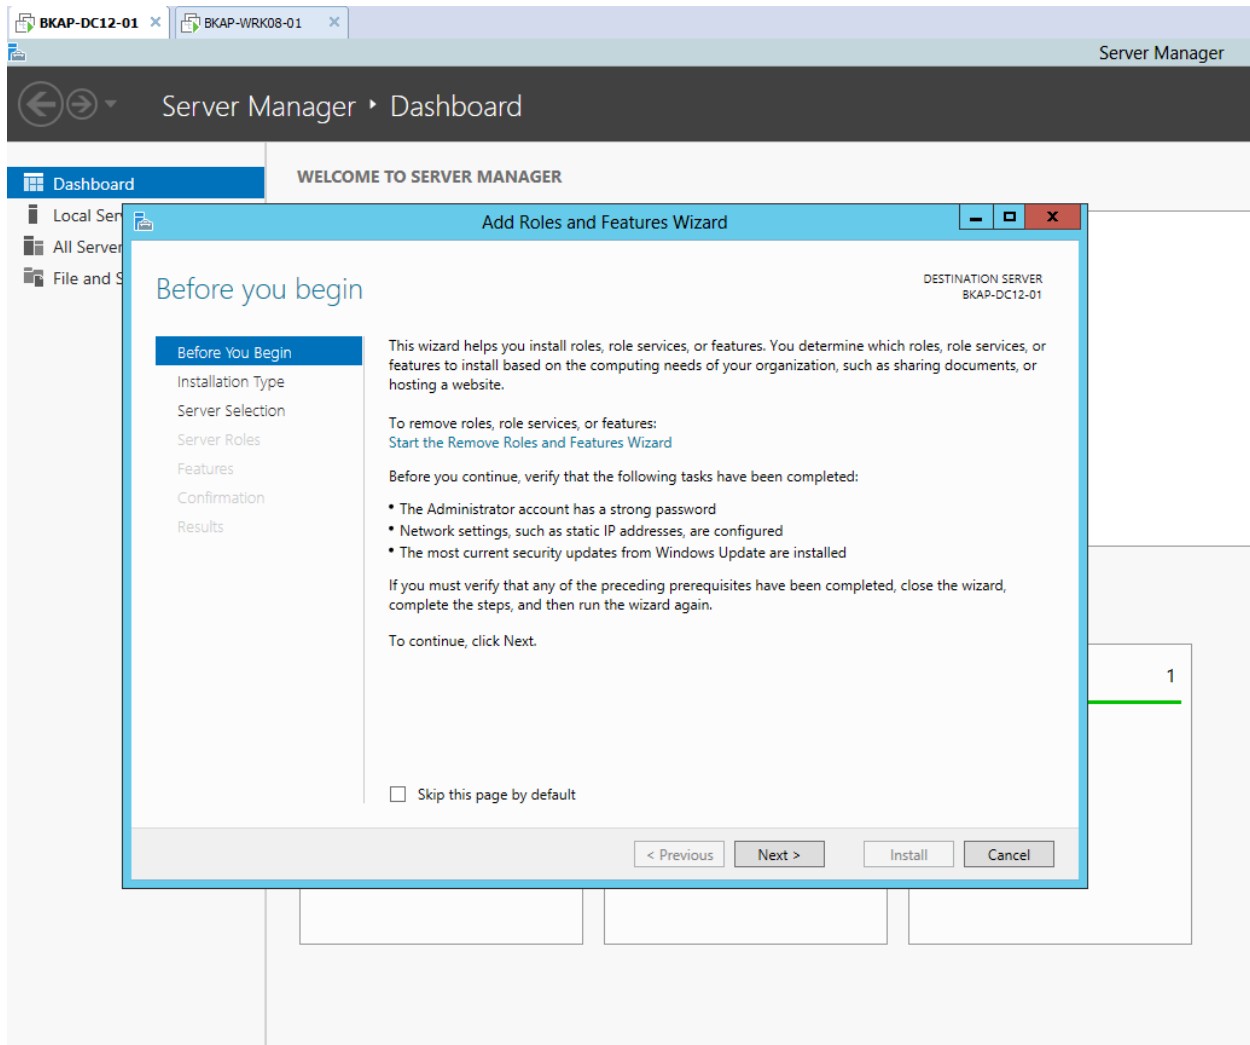 BKAP-DC12-01 × BKAP-WRK08-01 ×
Server Manager
Server Manager ‣ Dashboard
Dashboard
Local Ser
All Server
File and S
WELCOME TO SERVER MANAGER
Add Roles and Features Wizard
Before you begin
DESTINATION SERVER
BKAP-DC12-01
Before You Begin
Installation Type
Server Selection
Server Roles
Features
Confirmation
Results
This wizard helps you install roles, role services, or features. You determine which roles, role services, or
features to install based on the computing needs of your organization, such as sharing documents, or
hosting a website.
To remove roles, role services, or features:
Start the Remove Roles and Features Wizard
Before you continue, verify that the following tasks have been completed:
• The Administrator account has a strong password
• Network settings, such as static IP addresses, are configured
• The most current security updates from Windows Update are installed
If you must verify that any of the preceding prerequisites have been completed, close the wizard,
complete the steps, and then run the wizard again.
To continue, click Next.
Skip this page by default
< Previous Next > Install Cancel
1